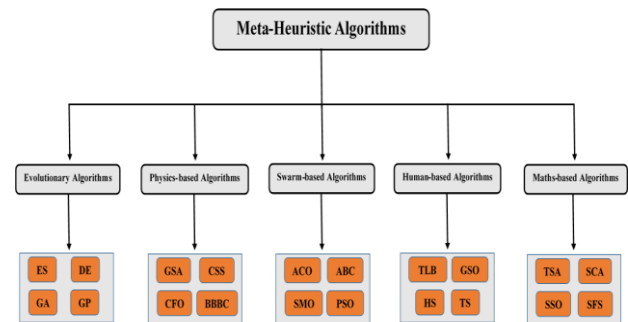 Meta-Heuristic Algorithms
Evolutionary Algorithms
Physics-based Algorithms
Swarm-based Algorithms
Human-based Algorithms
Maths-based Algorithms
ES DE
GA GP
GSA CSS
CFO BBBC
ACO ABC
SMO PSO
TLB GSO
HS TS
TSA SCA
SSO SFS